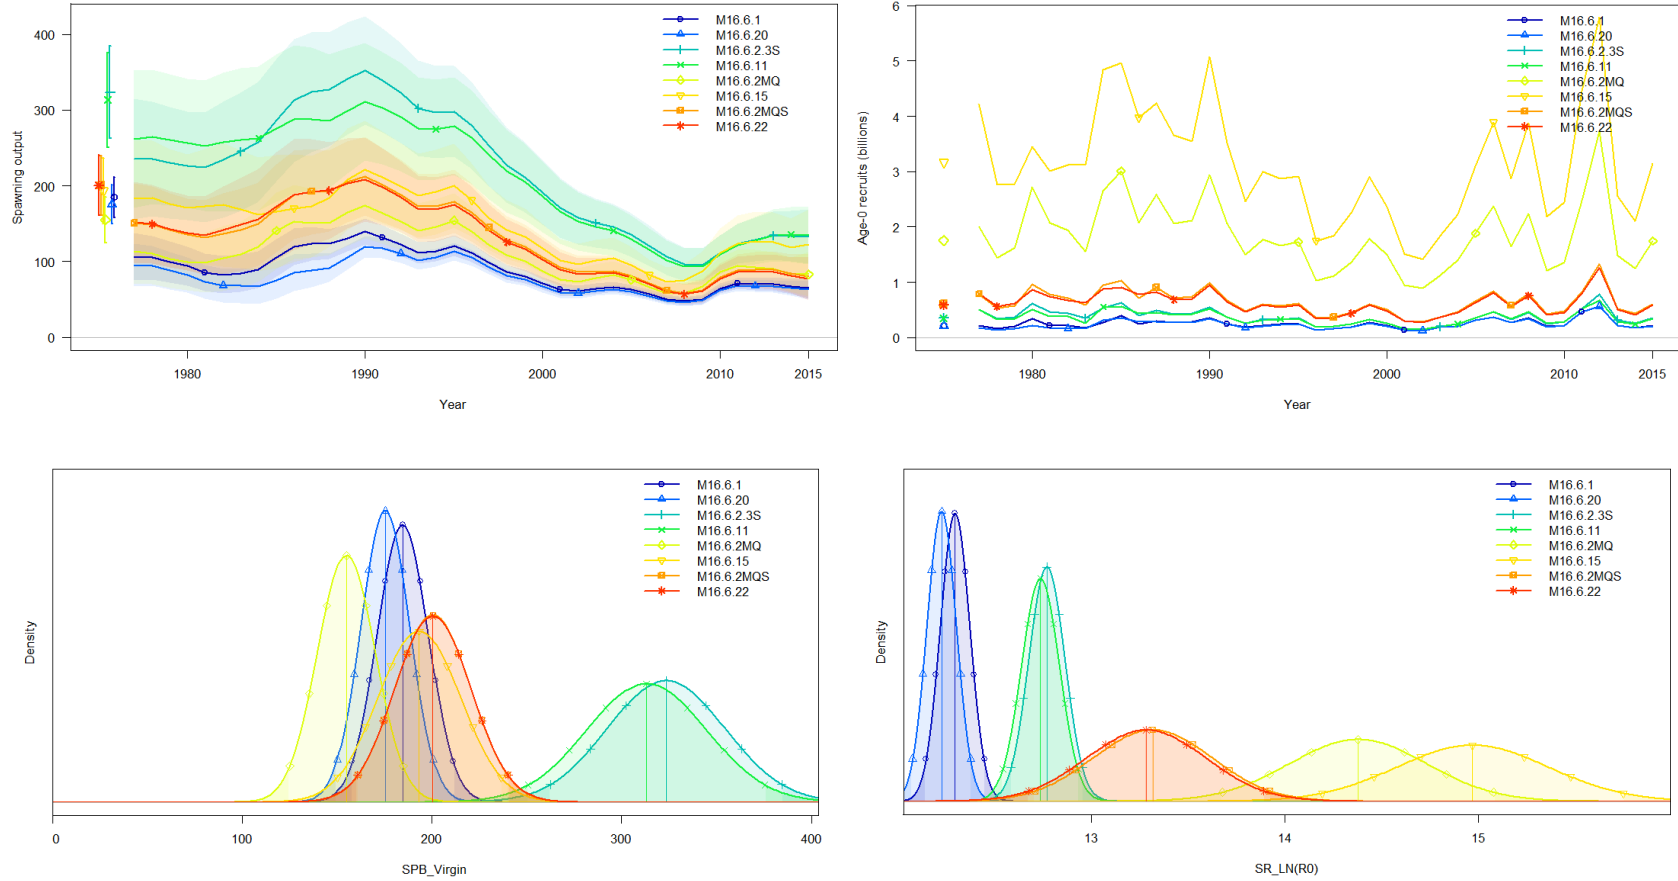 Spawning output
400
300
200
100
0
1980
1990
2000
2010
2015
Year
M16.6.1
M16.6.20
M16.6.2.3S
M16.6.11
M16.6.2MQ
M16.6.15
M16.6.2MQS
M16.6.22
Age-0 recruits (billions)
6
5
4
3
2
1
0
1980
1990
2000
2010
2015
Year
M16.6.1
M16.6.20
M16.6.2.3S
M16.6.11
M16.6.2MQ
M16.6.15
M16.6.2MQS
M16.6.22
Density
0
100
200
300
400
SPB_Virgin
M16.6.1
M16.6.20
M16.6.2.3S
M16.6.11
M16.6.2MQ
M16.6.15
M16.6.2MQS
M16.6.22
Density
13
14
15
SR_LN(R0)
M16.6.1
M16.6.20
M16.6.2.3S
M16.6.11
M16.6.2MQ
M16.6.15
M16.6.2MQS
M16.6.22